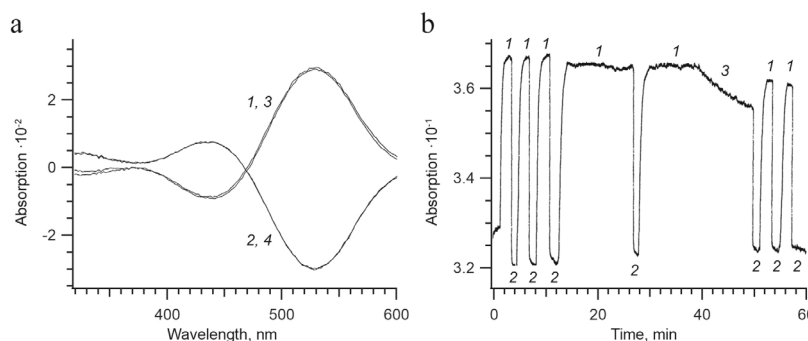 a
Absorption ·10⁻²
2
0
-2
1, 3
2, 4
400
500
600
Wavelength, nm
b
Absorption ·10⁻¹
3.6
3.4
3.2
1 1 1 1 1 1 1
3
2 2 2 2 2 2 2
0 20 40 60
Time, min